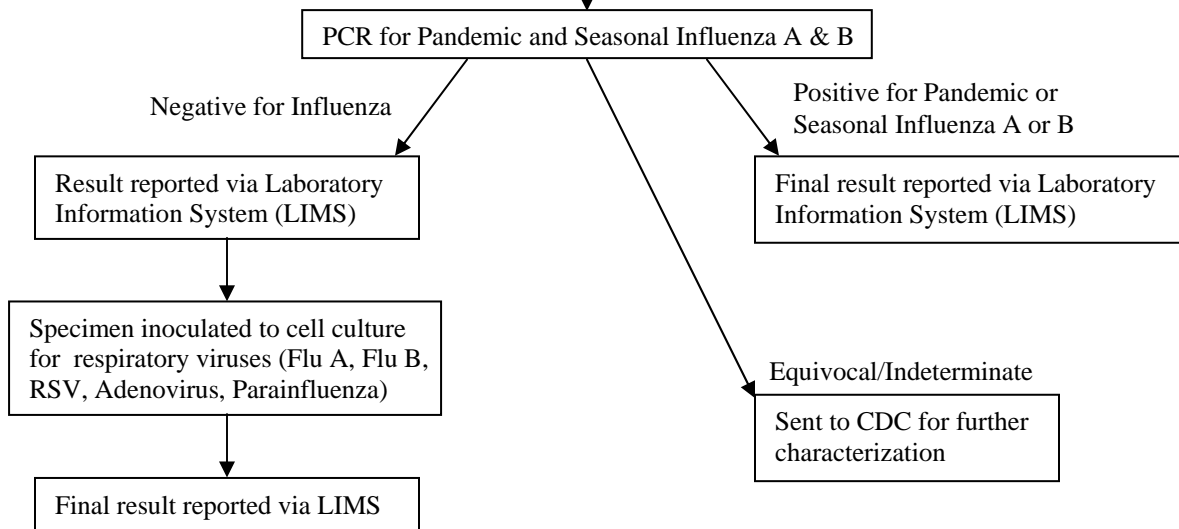 PCR for Pandemic and Seasonal Influenza A & B
Negative for Influenza
Positive for Pandemic or
Seasonal Influenza A or B
Result reported via Laboratory
Information System (LIMS)
Final result reported via Laboratory
Information System (LIMS)
Specimen inoculated to cell culture
for respiratory viruses (Flu A, Flu B,
RSV, Adenovirus, Parainfluenza)
Equivocal/Indeterminate
Sent to CDC for further
characterization
Final result reported via LIMS